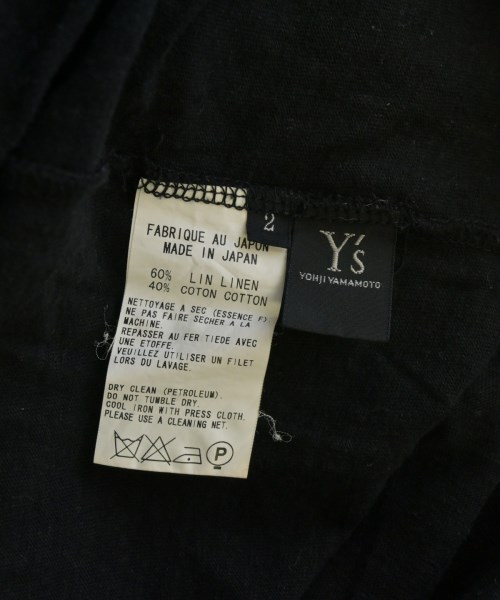 2
Y's
YOHJI YAMAMOTO
FABRIQUE AU JAPON
MADE IN JAPAN
60% LIN LINEN
40% COTON COTTON
NETTOYAGE A SEC (ESSENCE F)
NE PAS FAIRE SECHER A LA
MACHINE.
REPASSER AU FER TIEDE AVEC
UNE ETOFFE.
VEUILLEZ UTILISER UN FILET
LORS DU LAVAGE.
DRY CLEAN (PETROLEUM).
DO NOT TUMBLE DRY.
COOL IRON WITH PRESS CLOTH.
PLEASE USE A CLEANING NET.
P